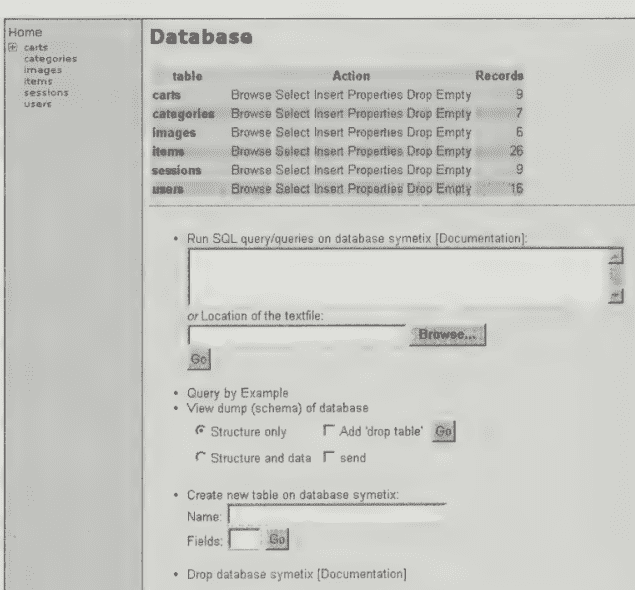 Home
carts
categories
images
items
sessions
users
Database
table Action Records
carts Browse Select Insert Properties Drop Empty 9
categories Browse Select Insert Properties Drop Empty 7
images Browse Select Insert Properties Drop Empty 6
items Browse Select Insert Properties Drop Empty 26
sessions Browse Select Insert Properties Drop Empty 9
users Browse Select Insert Properties Drop Empty 16
• Run SQL query/queries on database symetix [Documentation]:
or Location of the textfile:
Browse...
Go
• Query by Example
• View dump (schema) of database
Structure only Add 'drop table' Go
Structure and data send
• Create new table on database symetix:
Name:
Fields: Go
• Drop database symetix [Documentation]